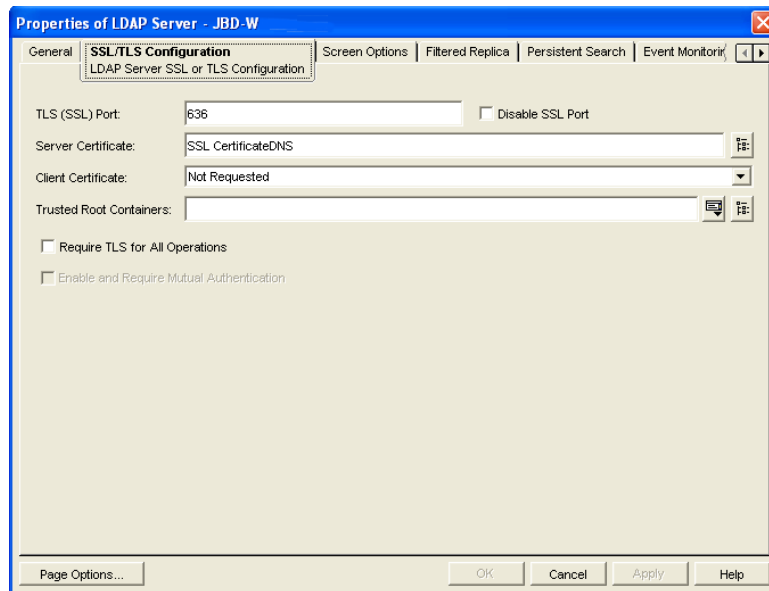 Properties of LDAP Server - JBD-W
General
SSL/TLS Configuration
LDAP Server SSL or TLS Configuration
Screen Options
Filtered Replica
Persistent Search
Event
TLS (SSL) Port:
636
Disable SSL Port
Server Certificate:
SSL CertificateDNS
Client Certificate:
Not Requested
Trusted Root Containers:
Require TLS for All Operations
Enable and Require Mutual Authentication
Page Options...
OK
Cancel
Apply
Help